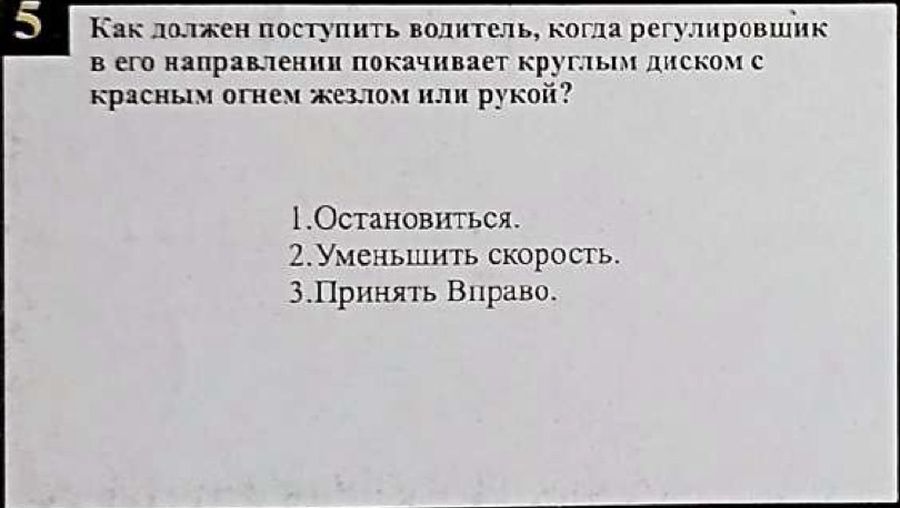 5
Как должен поступить водитель, когда регулировщик
в его направлении покачивает круглым диском с
красным огнем жезлом или рукой?
1.Остановиться.
2.Уменьшить скорость.
3.Принять Вправо.